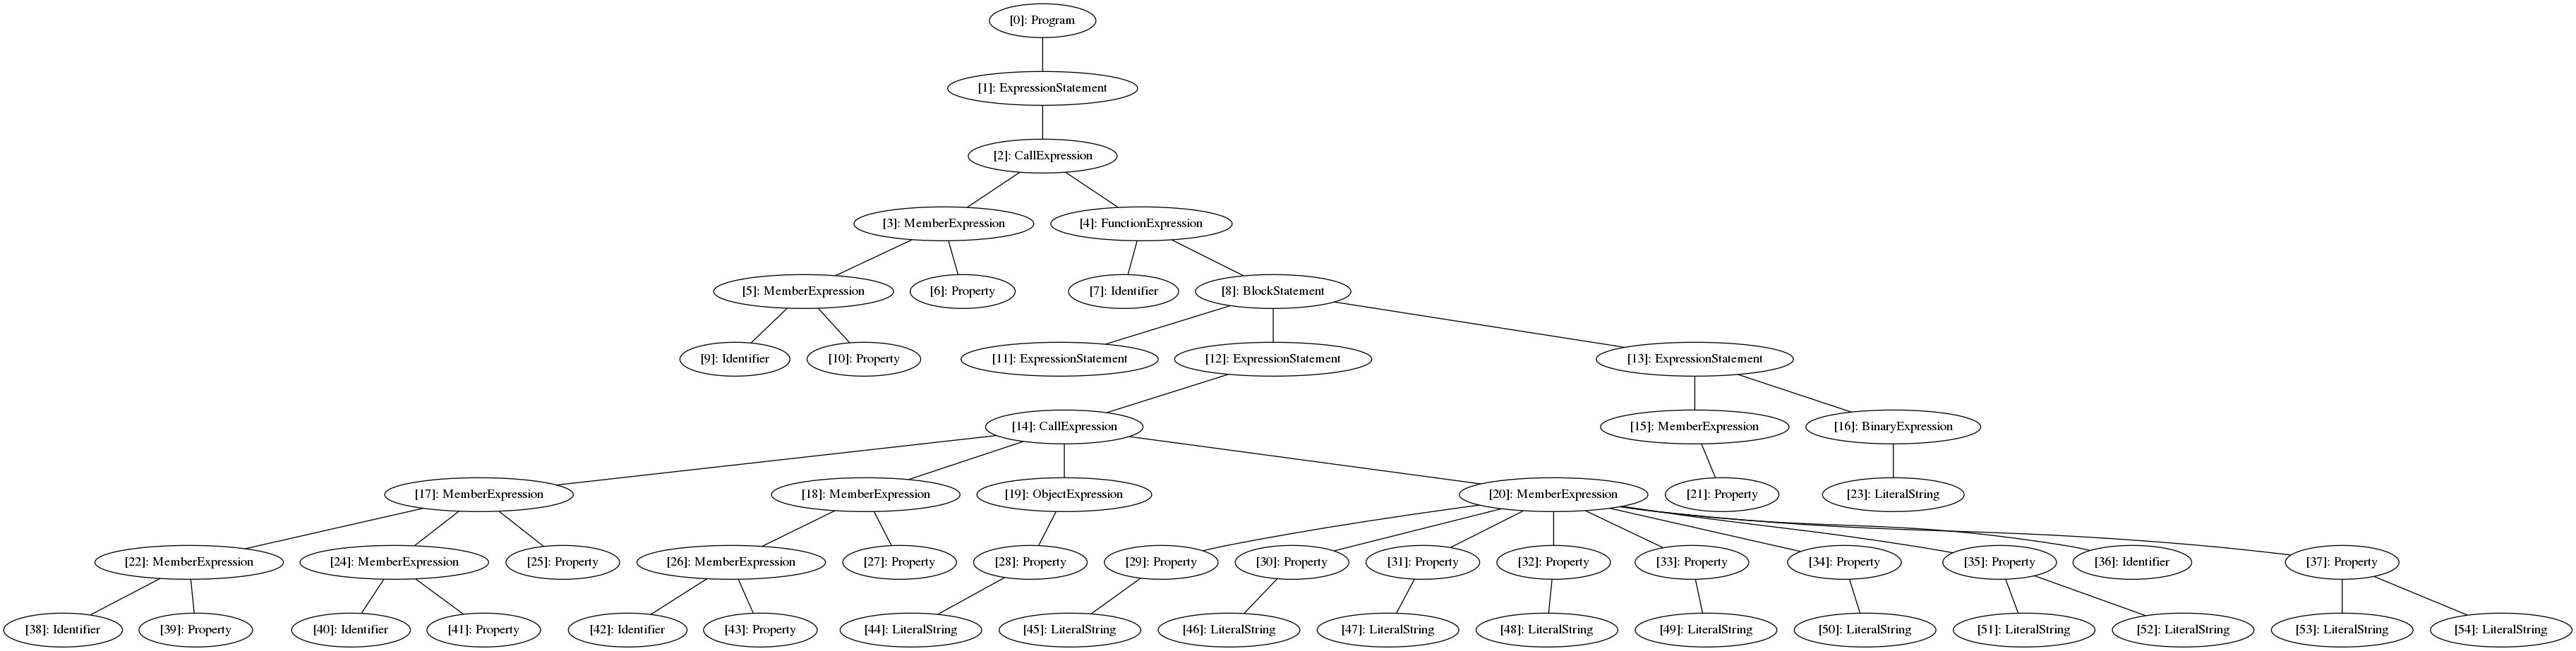 [0]: Program
[1]: ExpressionStatement
[2]: CallExpression
[3]: MemberExpression
[4]: FunctionExpression
[5]: MemberExpression
[6]: Property
[7]: Identifier
[8]: BlockStatement
[9]: Identifier
[10]: Property
[11]: ExpressionStatement
[12]: ExpressionStatement
[13]: ExpressionStatement
[14]: CallExpression
[15]: MemberExpression
[16]: BinaryExpression
[17]: MemberExpression
[18]: MemberExpression
[19]: ObjectExpression
[20]: MemberExpression
[21]: Property
[23]: LiteralString
[22]: MemberExpression
[24]: MemberExpression
[25]: Property
[26]: MemberExpression
[27]: Property
[28]: Property
[29]: Property
[30]: Property
[31]: Property
[32]: Property
[33]: Property
[34]: Property
[35]: Property
[36]: Identifier
[37]: Property
[38]: Identifier
[39]: Property
[40]: Identifier
[41]: Property
[42]: Identifier
[43]: Property
[44]: LiteralString
[45]: LiteralString
[46]: LiteralString
[47]: LiteralString
[48]: LiteralString
[49]: LiteralString
[50]: LiteralString
[51]: LiteralString
[52]: LiteralString
[53]: LiteralString
[54]: LiteralString